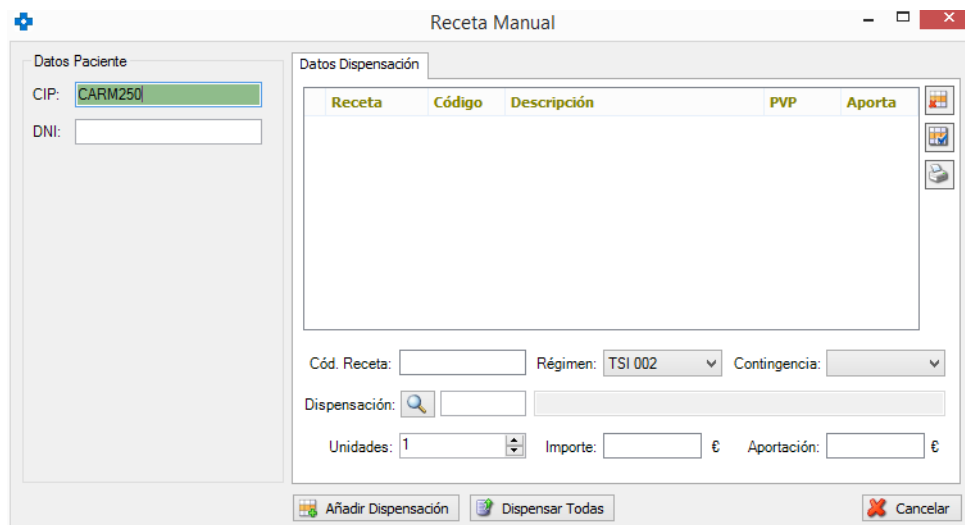 Receta Manual
Datos Paciente
CIP: CARM250
DNI:
Datos Dispensación
Receta Código Descripción PVP Aporta
Cód. Receta: Régimen: TSI 002 Contingencia:
Dispensación:
Unidades: 1 Importe: € Aportación: €
Añadir Dispensación Dispensar Todas Cancelar